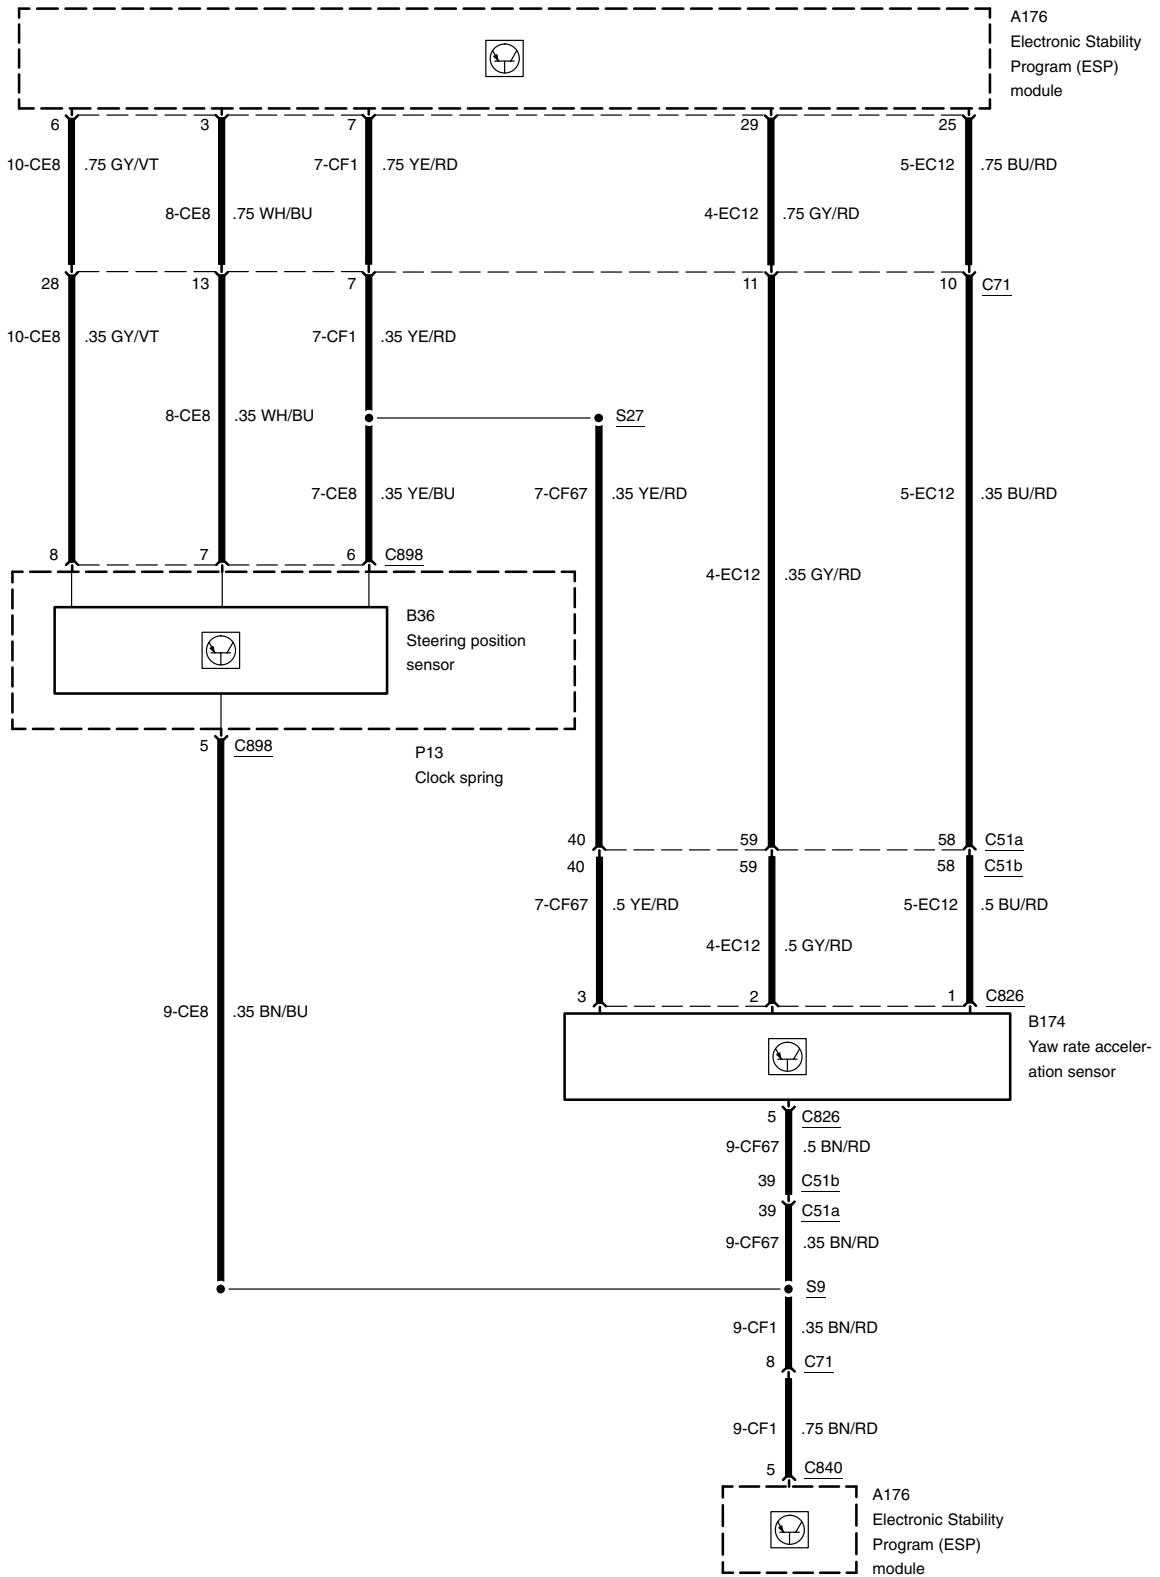 A176
Electronic Stability
Program (ESP)
module
6 3 7 29 25
10-CE8 .75 GY/VT 7-CF1 .75 YE/RD 5-EC12 .75 BU/RD
8-CE8 .75 WH/BU 4-EC12 .75 GY/RD
28 13 7 11 10 C71
10-CE8 .35 GY/VT 7-CF1 .35 YE/RD
8-CE8 .35 WH/BU S27
7-CE8 .35 YE/BU 7-CF67 .35 YE/RD 5-EC12 .35 BU/RD
8 7 6 C898
4-EC12 .35 GY/RD
B36
Steering position
sensor
5 C898
P13
Clock spring
40 59 58 C51a
40 59 58 C51b
7-CF67 .5 YE/RD 5-EC12 .5 BU/RD
4-EC12 .5 GY/RD
3 2 1 C826
9-CE8 .35 BN/BU
B174
Yaw rate acceler-
ation sensor
5 C826
9-CF67 .5 BN/RD
39 C51b
39 C51a
9-CF67 .35 BN/RD
S9
9-CF1 .35 BN/RD
8 C71
9-CF1 .75 BN/RD
5 C840
A176
Electronic Stability
Program (ESP)
module